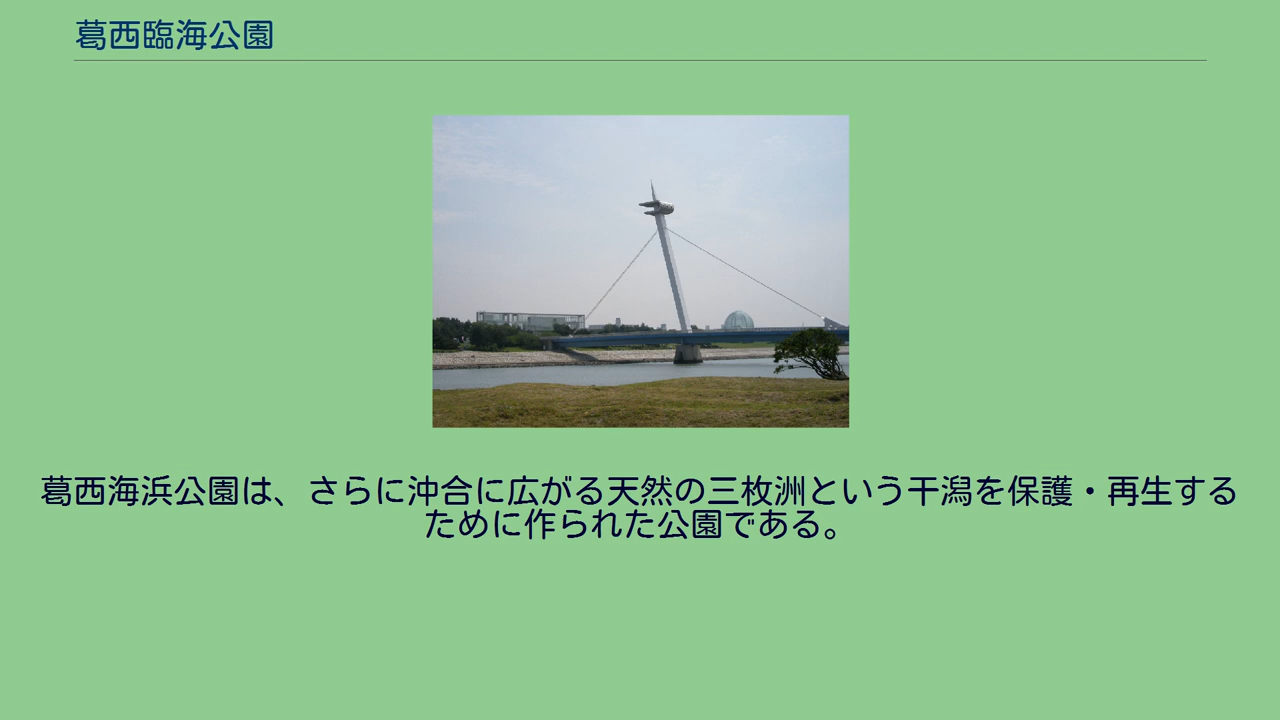 葛西臨海公園
葛西海浜公園は、さらに沖合に広がる天然の三枚洲という干潟を保護・再生する
ために作られた公園である。